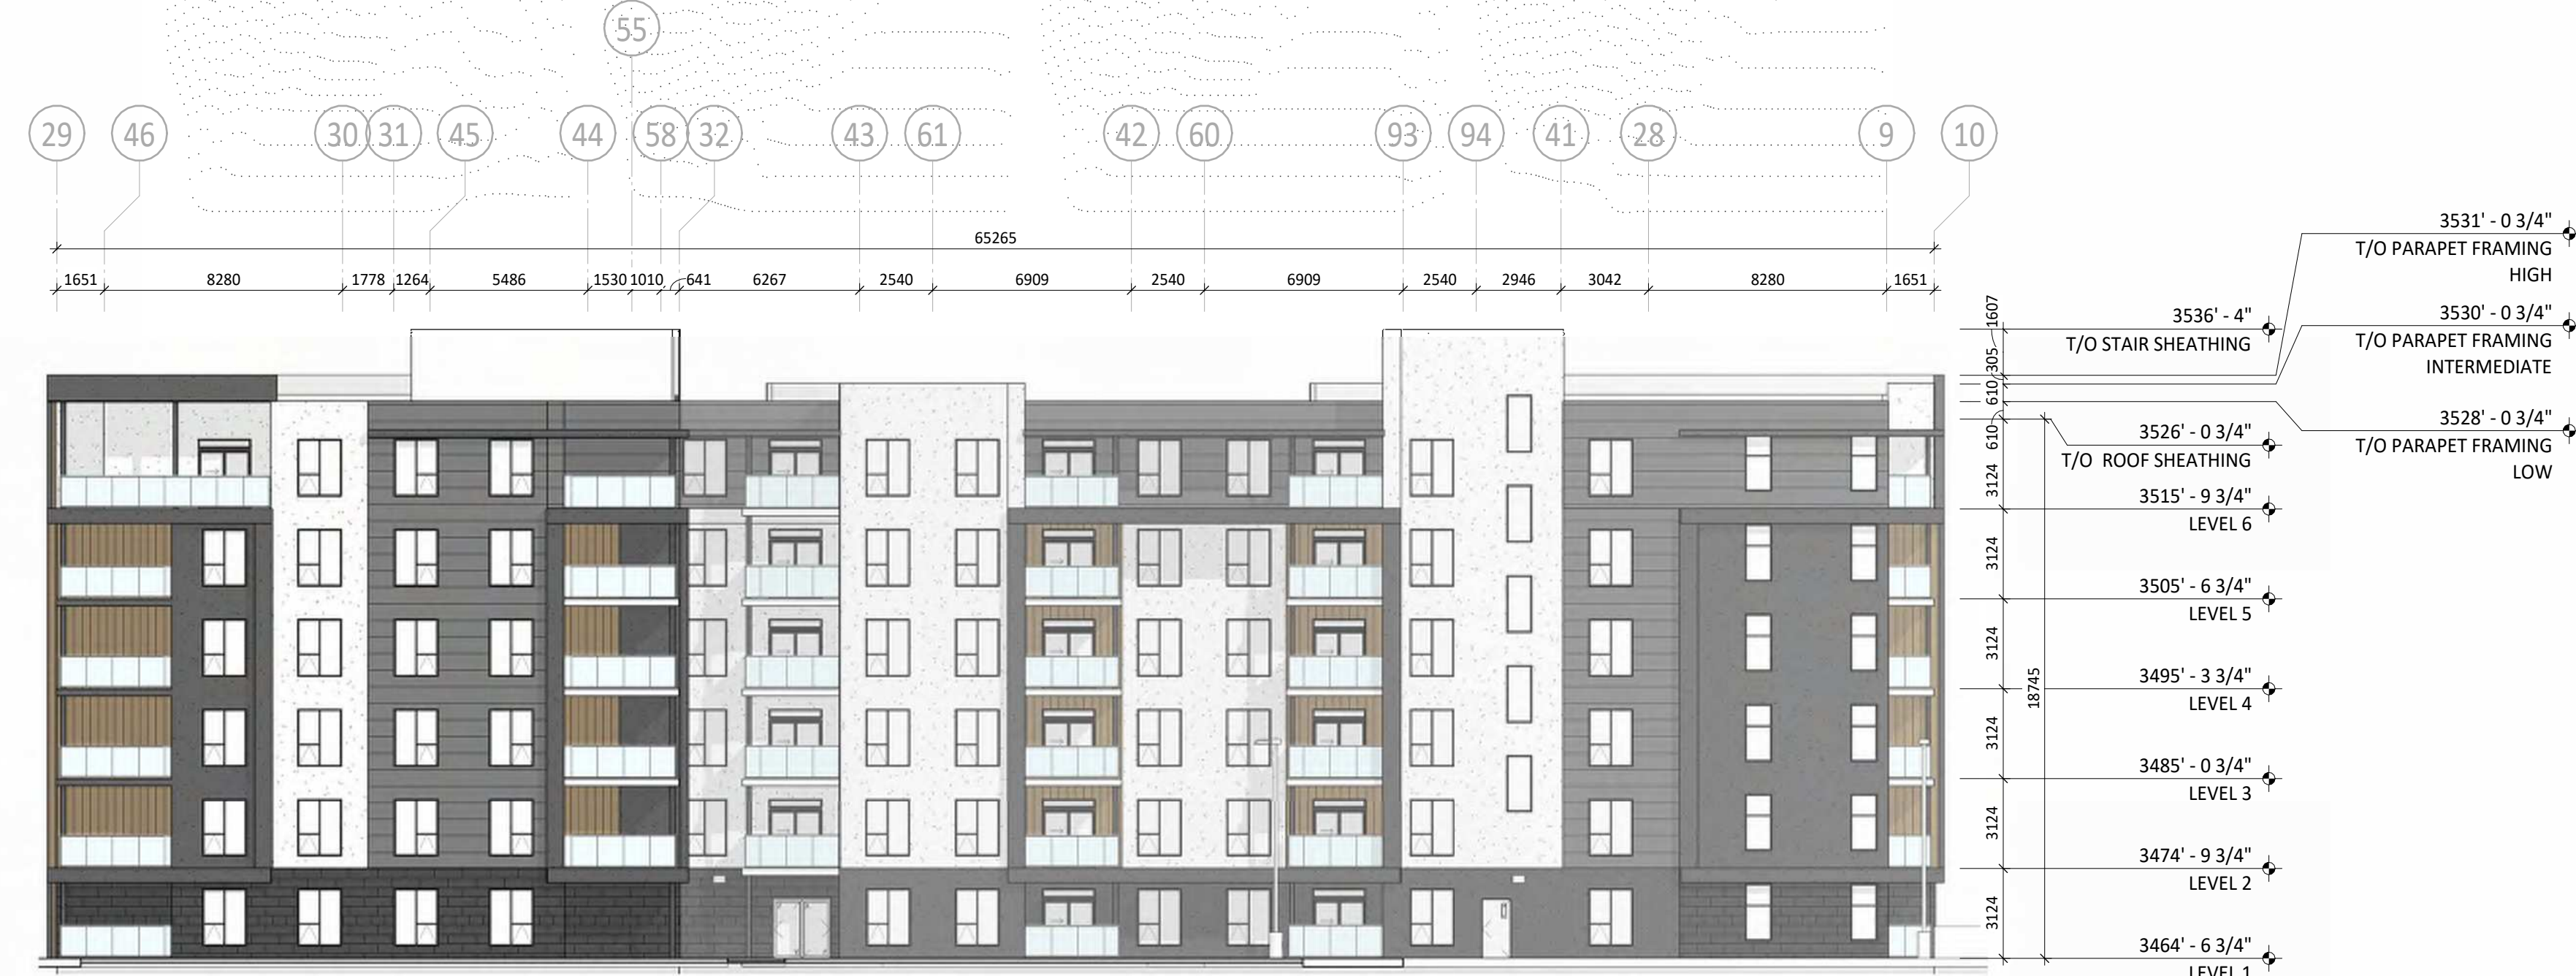 55
29 46 30 31 45 44 58 32 43 61 42 60 93 94 41 28 9 10
65265
1651 8280 1778 1264 5486 1530 1010 641 6267 2540 6909 2540 6909 2540 2946 3042 8280 1651
3531' - 0 3/4"
T/O PARAPET FRAMING
HIGH
3530' - 0 3/4"
T/O PARAPET FRAMING
INTERMEDIATE
3528' - 0 3/4"
T/O PARAPET FRAMING
LOW
3536' - 4"
T/O STAIR SHEATHING
3526' - 0 3/4"
T/O ROOF SHEATHING
3515' - 9 3/4"
LEVEL 6
3505' - 6 3/4"
LEVEL 5
3495' - 3 3/4"
LEVEL 4
3485' - 0 3/4"
LEVEL 3
3474' - 9 3/4"
LEVEL 2
3464' - 6 3/4"
LEVEL 1
1607
305
610
610
3124
3124
3124
3124
3124
3124
18745